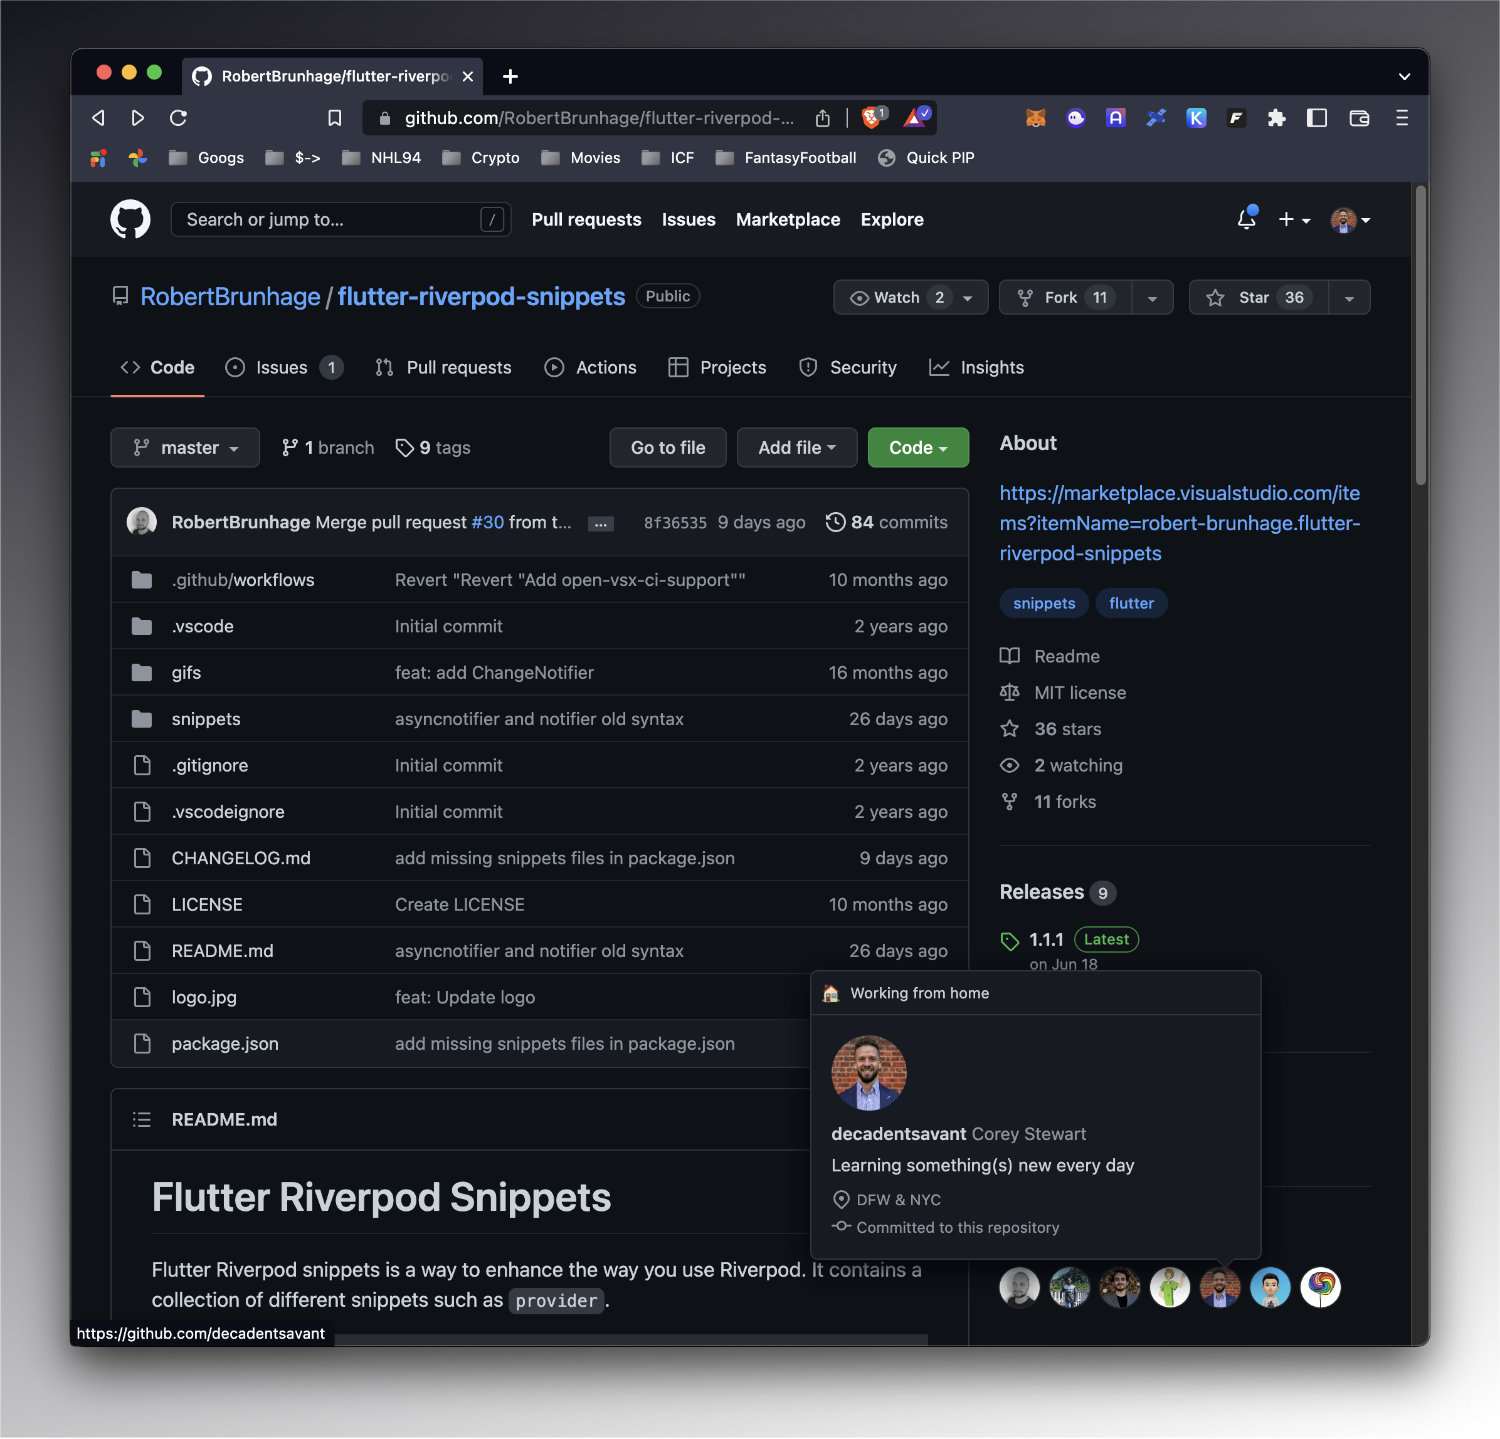 RobertBrunhage/flutter-riverpo
github.com/RobertBrunhage/flutter-riverpod-...
1
Googs
$->
NHL94
Crypto
Movies
ICF
FantasyFootball
Quick PIP
Search or jump to...
/
Pull requests
Issues
Marketplace
Explore
RobertBrunhage / flutter-riverpod-snippets Public
Watch 2
Fork 11
Star 36
Code
Issues 1
Pull requests
Actions
Projects
Security
Insights
master
1 branch
9 tags
Go to file
Add file
Code
RobertBrunhage Merge pull request #30 from t... ... 8f36535 9 days ago 84 commits
.github/workflows Revert "Revert "Add open-vsx-ci-support"" 10 months ago
.vscode Initial commit 2 years ago
gifs feat: add ChangeNotifier 16 months ago
snippets asyncnotifier and notifier old syntax 26 days ago
.gitignore Initial commit 2 years ago
.vscodeignore Initial commit 2 years ago
CHANGELOG.md add missing snippets files in package.json 9 days ago
LICENSE Create LICENSE 10 months ago
README.md asyncnotifier and notifier old syntax 26 days ago
logo.jpg feat: Update logo
package.json add missing snippets files in package.json
README.md
Flutter Riverpod Snippets
Flutter Riverpod snippets is a way to enhance the way you use Riverpod. It contains a
collection of different snippets such as provider.
About
https://marketplace.visualstudio.com/ite
ms?itemName=robert-brunhage.flutter-
riverpod-snippets
snippets
flutter
Readme
MIT license
36 stars
2 watching
11 forks
Releases 9
1.1.1 Latest
on Jun 18
Working from home
decadentsavant Corey Stewart
Learning something(s) new every day
DFW & NYC
Committed to this repository
https://github.com/decadentsavant